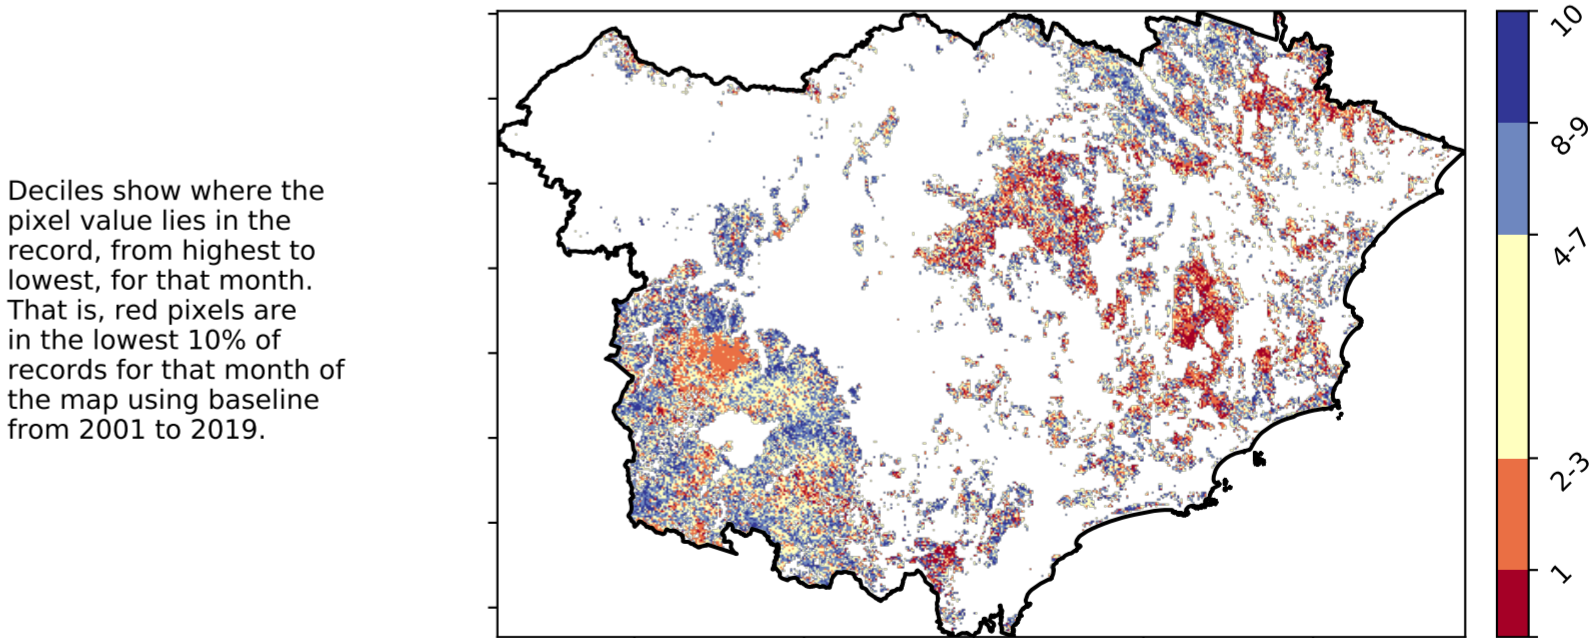 Deciles show where the
pixel value lies in the
record, from highest to
lowest, for that month.
That is, red pixels are
in the lowest 10% of
records for that month of
the map using baseline
from 2001 to 2019.
10
8-9
4-7
2-3
1